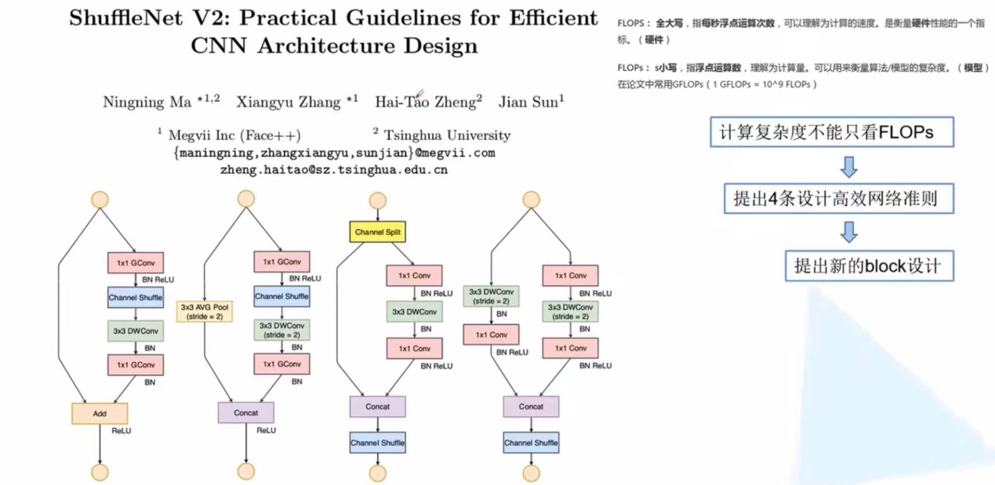 ShuffleNet V2: Practical Guidelines for Efficient
CNN Architecture Design
Ningning Ma ⋆1,2 Xiangyu Zhang ⋆1 Hai-Tao Zheng2 Jian Sun1
1 Megvii Inc (Face++) 2 Tsinghua University
{maningning,zhangxiangyu,sunjian}@megvii.com
zheng.haitao@sz.tsinghua.edu.cn
FLOPS：全大写，指每秒浮点运算次数，可以理解为计算的速度。是衡量硬件性能的一个指
标。（硬件）
FLOPs：s小写，指浮点运算数，理解为计算量。可以用来衡量算法/模型的复杂度。（模型）
在论文中常用GFLOPs（1 GFLOPs = 10^9 FLOPs）
计算复杂度不能只看FLOPs
提出4条设计高效网络准则
提出新的block设计
1x1 GConv
BN ReLU
Channel Shuffle
3x3 DWConv
BN
1x1 GConv
BN
Add
ReLU
3x3 AVG Pool
(stride = 2)
1x1 GConv
BN ReLU
Channel Shuffle
3x3 DWConv
(stride = 2)
BN
1x1 GConv
BN
Concat
ReLU
Channel Split
1x1 Conv
BN ReLU
3x3 DWConv
BN
1x1 Conv
BN ReLU
Concat
Channel Shuffle
3x3 DWConv
(stride = 2)
BN
1x1 Conv
BN ReLU
1x1 Conv
BN ReLU
3x3 DWConv
(stride = 2)
BN
1x1 Conv
BN ReLU
Concat
Channel Shuffle